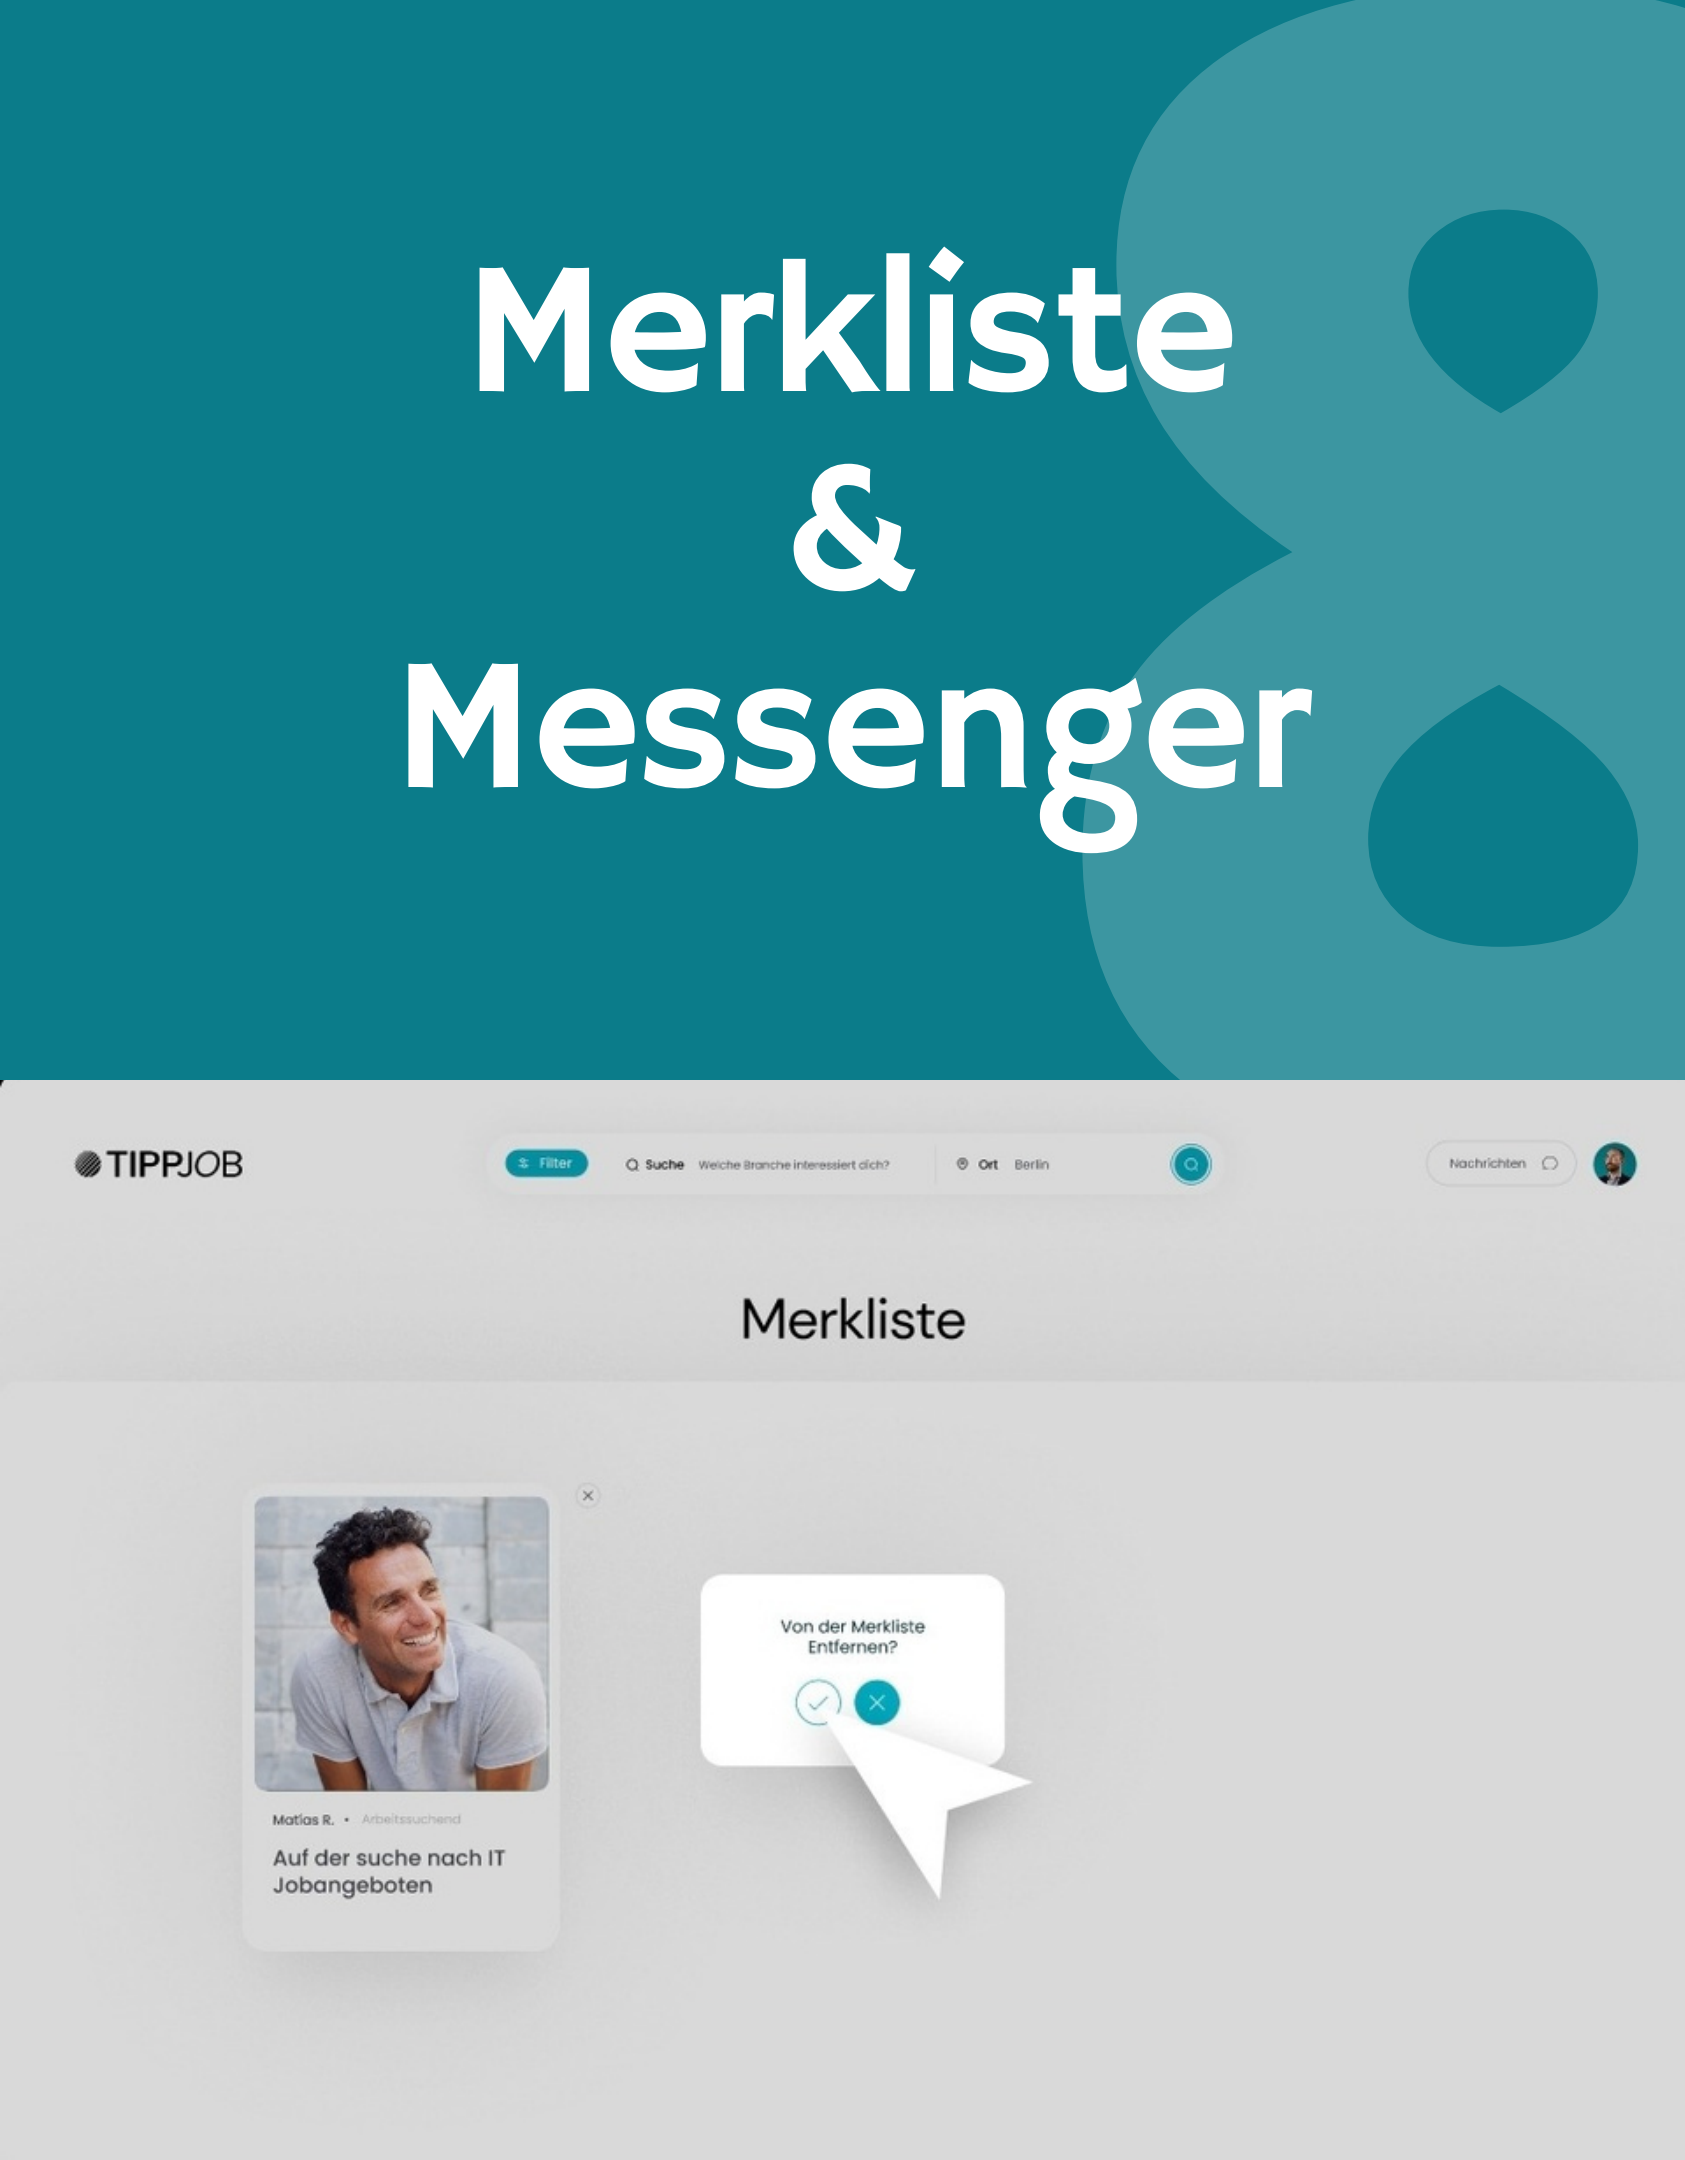 8
Merkliste
&
Messenger
TIPPJOB
Filter
Suche Welche Branche interessiert dich?
Ort Berlin
Nachrichten
Merkliste
Von der Merkliste
Entfernen?
Matias R. • Arbeitssuchend
Auf der suche nach IT
Jobangeboten